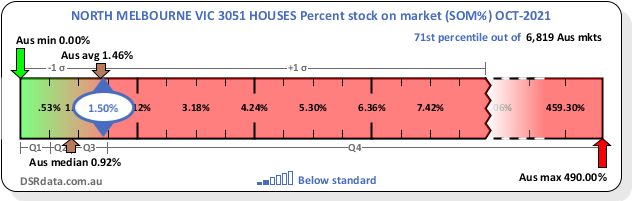 NORTH MELBOURNE VIC 3051 HOUSES Percent stock on market (SOM%) OCT-2021
Aus min 0.00%
71st percentile out of 6,819 Aus mkts
Aus avg 1.46%
-1 σ
+1 σ
.53%
1.50%
3.18%
4.24%
5.30%
6.36%
7.42%
459.30%
Q1
Q3
Q4
Aus median 0.92%
DSRdata.com.au
Below standard
Aus max 490.00%